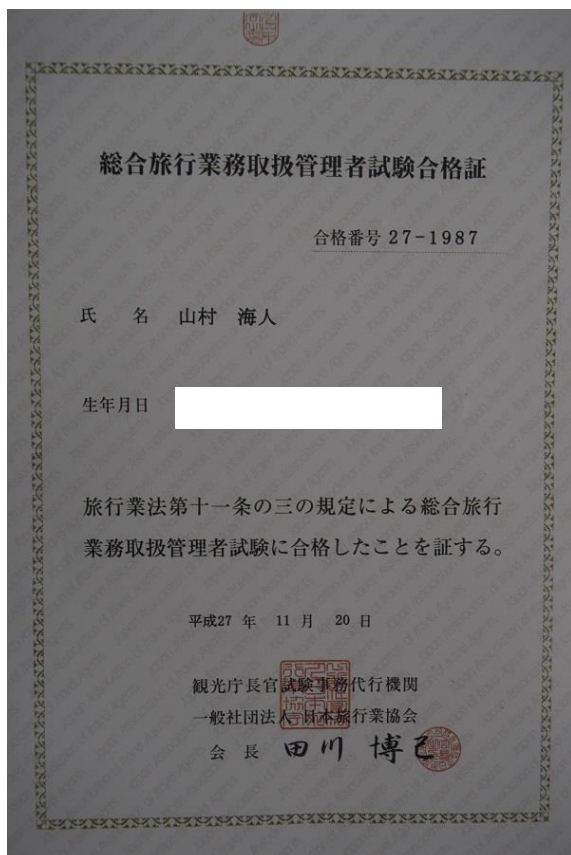 総合旅行業務取扱管理者試験合格証
合格番号 27-1987
氏 名 山村 海人
生年月日
旅行業法第十一条の三の規定による総合旅行
業務取扱管理者試験に合格したことを証する。
平成27 年 11 月 20 日
観光庁長官試験事務代行機関
一般社団法人 日本旅行業協会
会 長 田川 博己